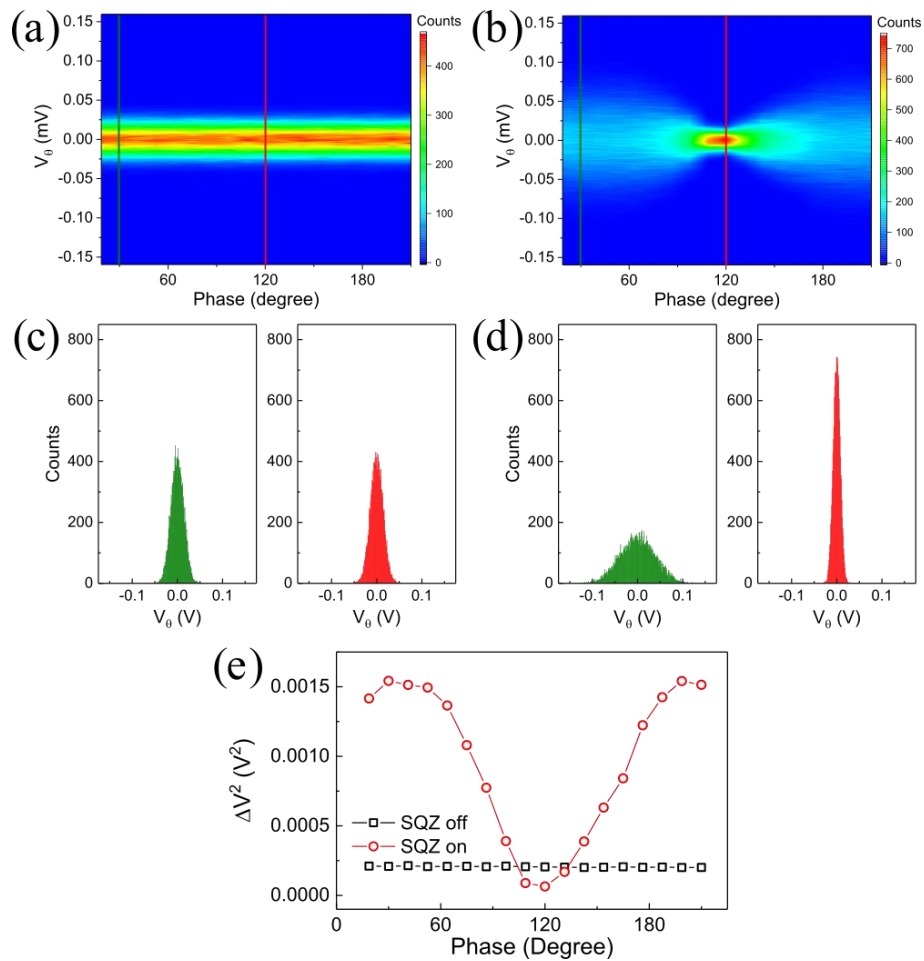 (a)
Counts
0.15
0.10
0.05
0.00
-0.05
-0.10
-0.15
V_θ (mV)
60 120 180
Phase (degree)
400
300
200
100
0
(b)
Counts
0.15
0.10
0.05
0.00
-0.05
-0.10
-0.15
V_θ (mV)
60 120 180
Phase (degree)
700
600
500
400
300
200
100
0
(c)
800
600
400
200
0
Counts
-0.1 0.0 0.1
V_θ (V)
800
600
400
200
0
-0.1 0.0 0.1
V_θ (V)
(d)
800
600
400
200
0
Counts
-0.1 0.0 0.1
V_θ (V)
800
600
400
200
0
-0.1 0.0 0.1
V_θ (V)
(e)
0.0015
0.0010
0.0005
0.0000
ΔV² (V²)
SQZ off
SQZ on
0 60 120 180
Phase (Degree)